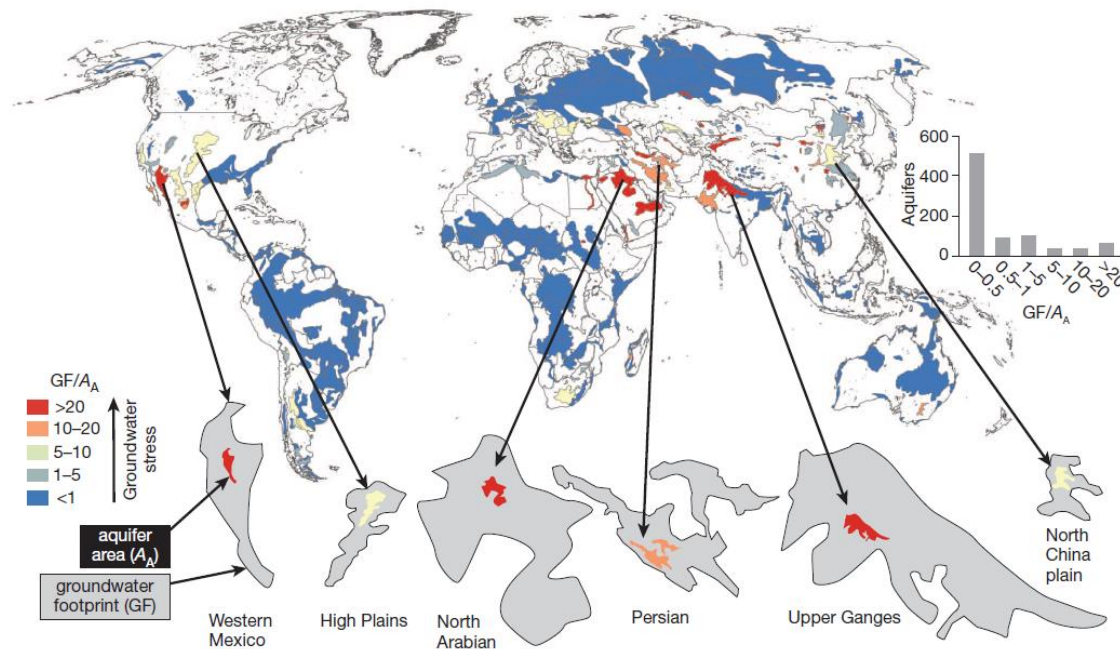 600
400
200
0
Aquifers
0–0.5
0.5–1
1–5
5–10
10–20
>20
GF/AA
GF/AA
>20
10–20
5–10
1–5
<1
Groundwater
stress
aquifer
area (AA)
groundwater
footprint (GF)
Western
Mexico
High Plains
North
Arabian
Persian
Upper Ganges
North
China
plain